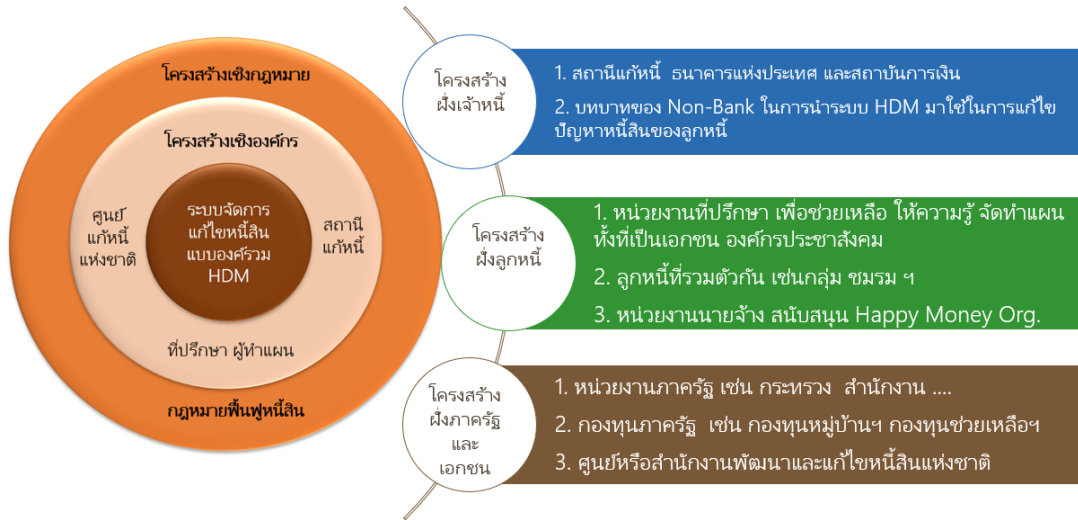 โครงสร้างเชิงกฎหมาย
โครงสร้างเชิงองค์กร
ศูนย์
แก้หนี้
แห่งชาติ
ระบบจัดการ
แก้ไขหนี้สิน
แบบองค์รวม
HDM
สถานี
แก้หนี้
ที่ปรึกษา ผู้ทำแผน
กฎหมายฟื้นฟูหนี้สิน
โครงสร้าง
ฝั่งเจ้าหนี้
1. สถานีแก้หนี้ ธนาคารแห่งประเทศ และสถาบันการเงิน
2. บทบาทของ Non-Bank ในการนำระบบ HDM มาใช้ในการแก้ไข
ปัญหาหนี้สินของลูกหนี้
โครงสร้าง
ฝั่งลูกหนี้
1. หน่วยงานที่ปรึกษา เพื่อช่วยเหลือ ให้ความรู้ จัดทำแผน
ทั้งที่เป็นเอกชน องค์กรประชาสังคม
2. ลูกหนี้ที่รวมตัวกัน เช่นกลุ่ม ชมรม ฯ
3. หน่วยงานนายจ้าง สนับสนุน Happy Money Org.
โครงสร้าง
ฝั่งภาครัฐ
และ
เอกชน
1. หน่วยงานภาครัฐ เช่น กระทรวง สำนักงาน ....
2. กองทุนภาครัฐ เช่น กองทุนหมู่บ้านฯ กองทุนช่วยเหลือฯ
3. ศูนย์หรือสำนักงานพัฒนาและแก้ไขหนี้สินแห่งชาติ